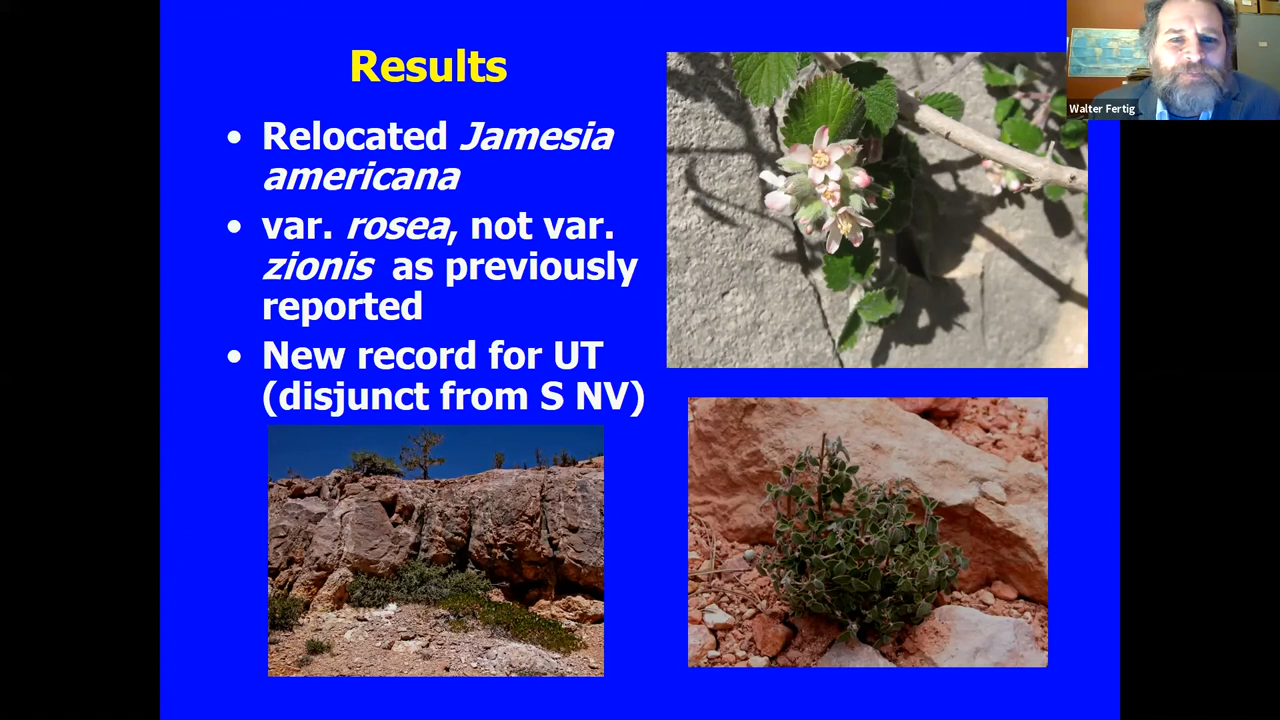 Results
• Relocated Jamesia
americana
• var. rosea, not var.
zionis as previously
reported
• New record for UT
(disjunct from S NV)
Walter Fertig